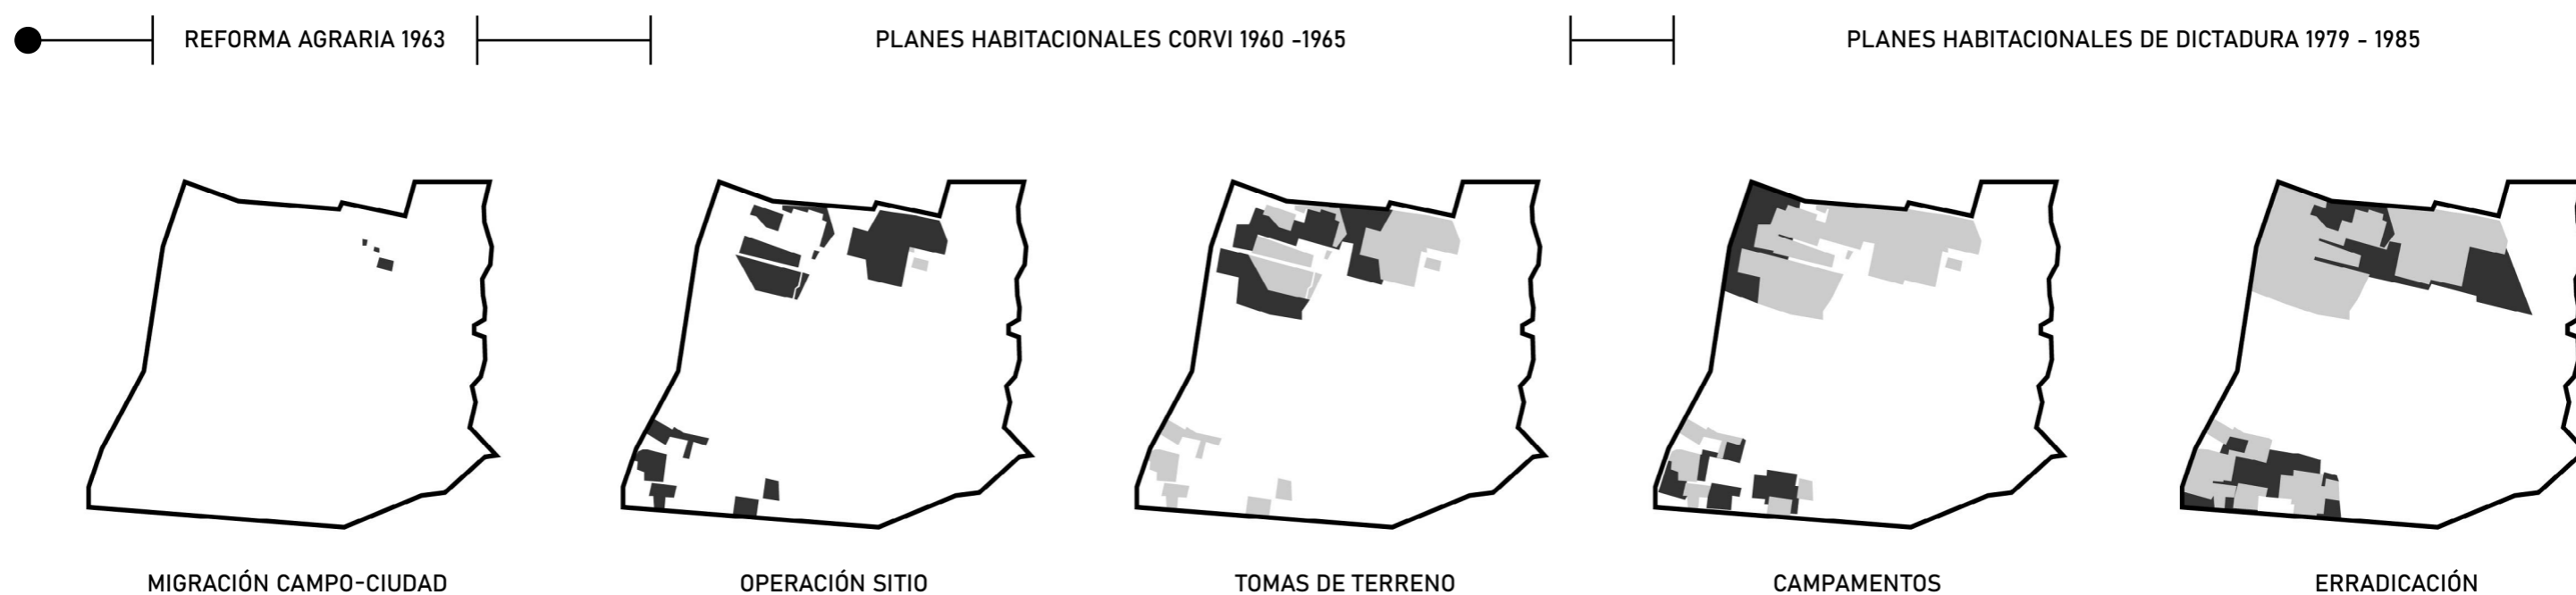 REFORMA AGRARIA 1963
PLANES HABITACIONALES CORVI 1960 -1965
PLANES HABITACIONALES DE DICTADURA 1979 - 1985
MIGRACIÓN CAMPO-CIUDAD
OPERACIÓN SITIO
TOMAS DE TERRENO
CAMPAMENTOS
ERRADICACIÓN